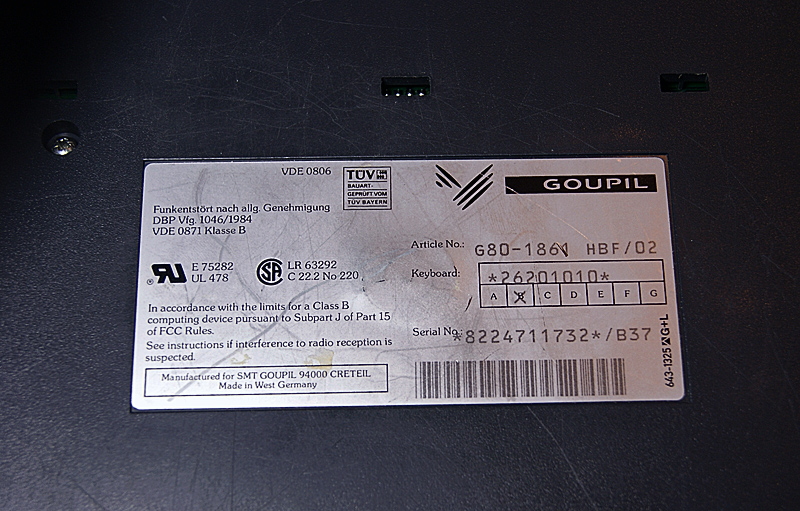 VDE 0806
TÜV
BAUART-
GEPRÜFT VOM
TÜV BAYERN
GOUPIL
Funkentstört nach allg. Genehmigung
DBP Vfg. 1046/1984
VDE 0871 Klasse B
Article No.: G80-1861 HBF/02
E 75282
UL 478
LR 63292
C 22.2 No 220
Keyboard: *26201010*
A B C D E F G
In accordance with the limits for a Class B
computing device pursuant to Subpart J of Part 15
of FCC Rules.
See instructions if interference to radio reception is
suspected.
Serial No.: *8224711732*/B37
Manufactured for SMT GOUPIL 94000 CRETEIL
Made in West Germany
643-1325 G+L